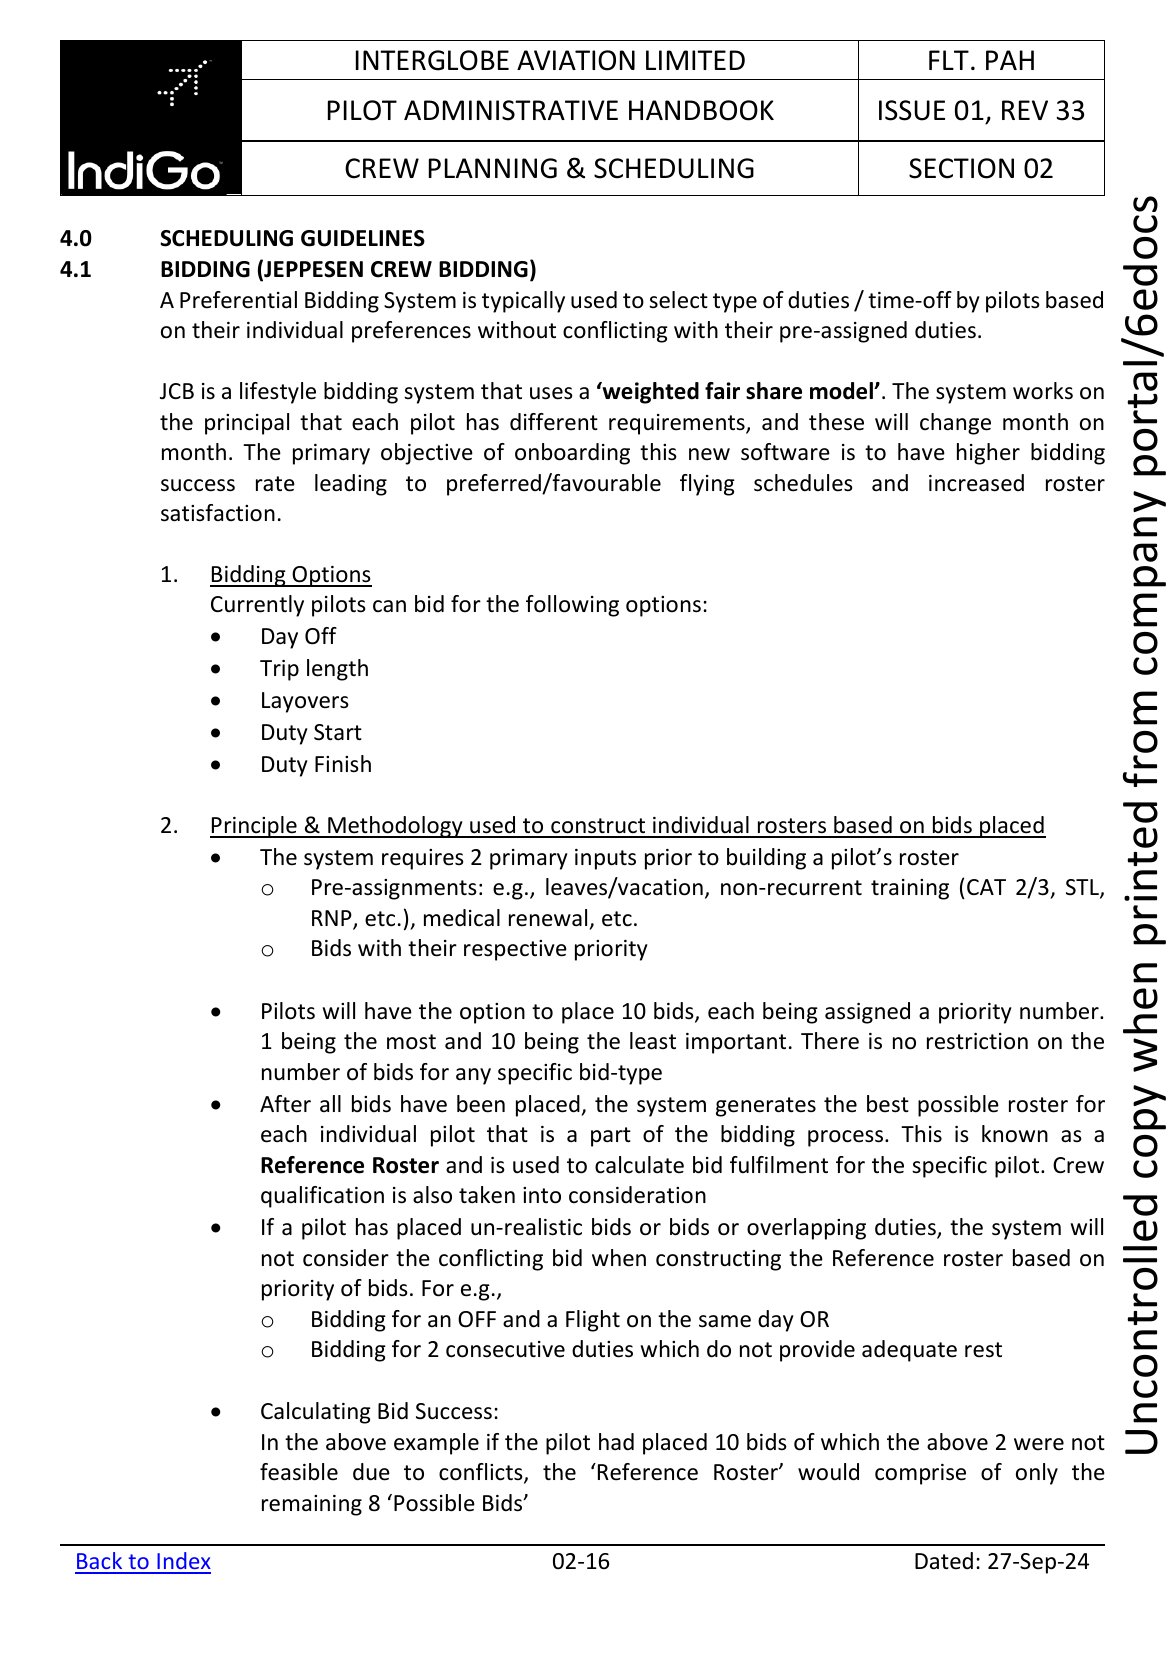 INTERGLOBE AVIATION LIMITED
FLT. PAH
PILOT ADMINISTRATIVE HANDBOOK
ISSUE 01, REV 33
IndiGo
CREW PLANNING & SCHEDULING
SECTION 02
4.0 SCHEDULING GUIDELINES
4.1 BIDDING (JEPPESEN CREW BIDDING)
A Preferential Bidding System is typically used to select type of duties / time-off by pilots based
on their individual preferences without conflicting with their pre-assigned duties.
JCB is a lifestyle bidding system that uses a ‘weighted fair share model’. The system works on
the principal that each pilot has different requirements, and these will change month on
month. The primary objective of onboarding this new software is to have higher bidding
success rate leading to preferred/favourable flying schedules and increased roster
satisfaction.
1. Bidding Options
Currently pilots can bid for the following options:
• Day Off
• Trip length
• Layovers
• Duty Start
• Duty Finish
2. Principle & Methodology used to construct individual rosters based on bids placed
• The system requires 2 primary inputs prior to building a pilot’s roster
o Pre-assignments: e.g., leaves/vacation, non-recurrent training (CAT 2/3, STL,
RNP, etc.), medical renewal, etc.
o Bids with their respective priority
• Pilots will have the option to place 10 bids, each being assigned a priority number.
1 being the most and 10 being the least important. There is no restriction on the
number of bids for any specific bid-type
• After all bids have been placed, the system generates the best possible roster for
each individual pilot that is a part of the bidding process. This is known as a
Reference Roster and is used to calculate bid fulfilment for the specific pilot. Crew
qualification is also taken into consideration
• If a pilot has placed un-realistic bids or bids or overlapping duties, the system will
not consider the conflicting bid when constructing the Reference roster based on
priority of bids. For e.g.,
o Bidding for an OFF and a Flight on the same day OR
o Bidding for 2 consecutive duties which do not provide adequate rest
• Calculating Bid Success:
In the above example if the pilot had placed 10 bids of which the above 2 were not
feasible due to conflicts, the ‘Reference Roster’ would comprise of only the
remaining 8 ‘Possible Bids’
Back to Index
02-16
Dated: 27-Sep-24
Uncontrolled copy when printed from company portal/6edocs